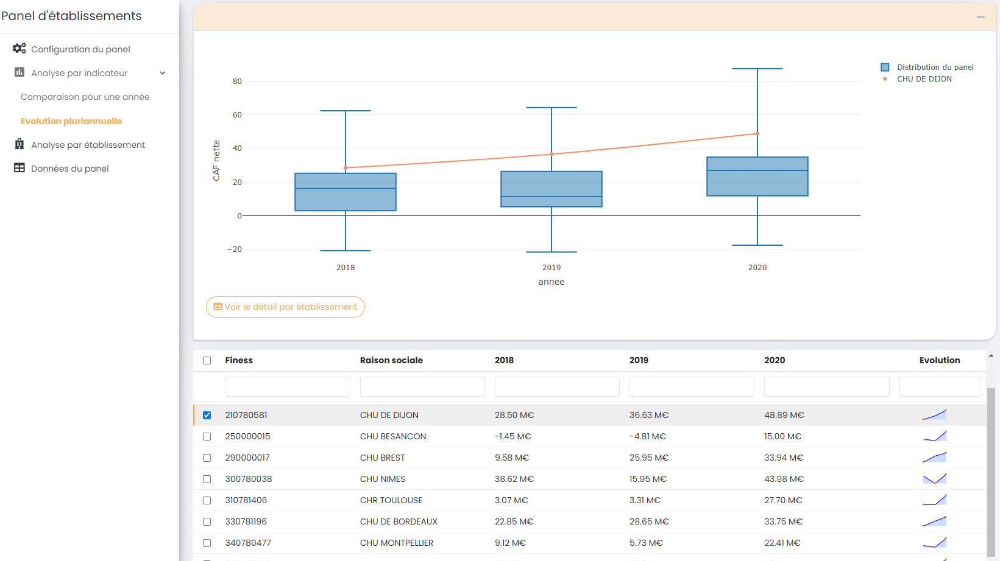 Panel d'établissements
Configuration du panel
Analyse par indicateur
Comparaison pour une année
Evolution pluriannuelle
Analyse par établissement
Données du panel
Distribution du panel
CHU DE DIJON
80
60
40
20
0
−20
CAF nette
2018 2019 2020
annee
Voir le détail par établissement
Finess Raison sociale 2018 2019 2020 Evolution
210780581 CHU DE DIJON 28.50 M€ 36.63 M€ 48.89 M€
250000015 CHU BESANCON -1.45 M€ -4.81 M€ 15.00 M€
290000017 CHU BREST 9.58 M€ 25.95 M€ 33.94 M€
300780038 CHU NIMES 38.62 M€ 15.95 M€ 43.98 M€
310781406 CHR TOULOUSE 3.07 M€ 3.31 M€ 27.70 M€
330781196 CHU DE BORDEAUX 22.85 M€ 28.65 M€ 33.75 M€
340780477 CHU MONTPELLIER 9.12 M€ 5.73 M€ 22.41 M€